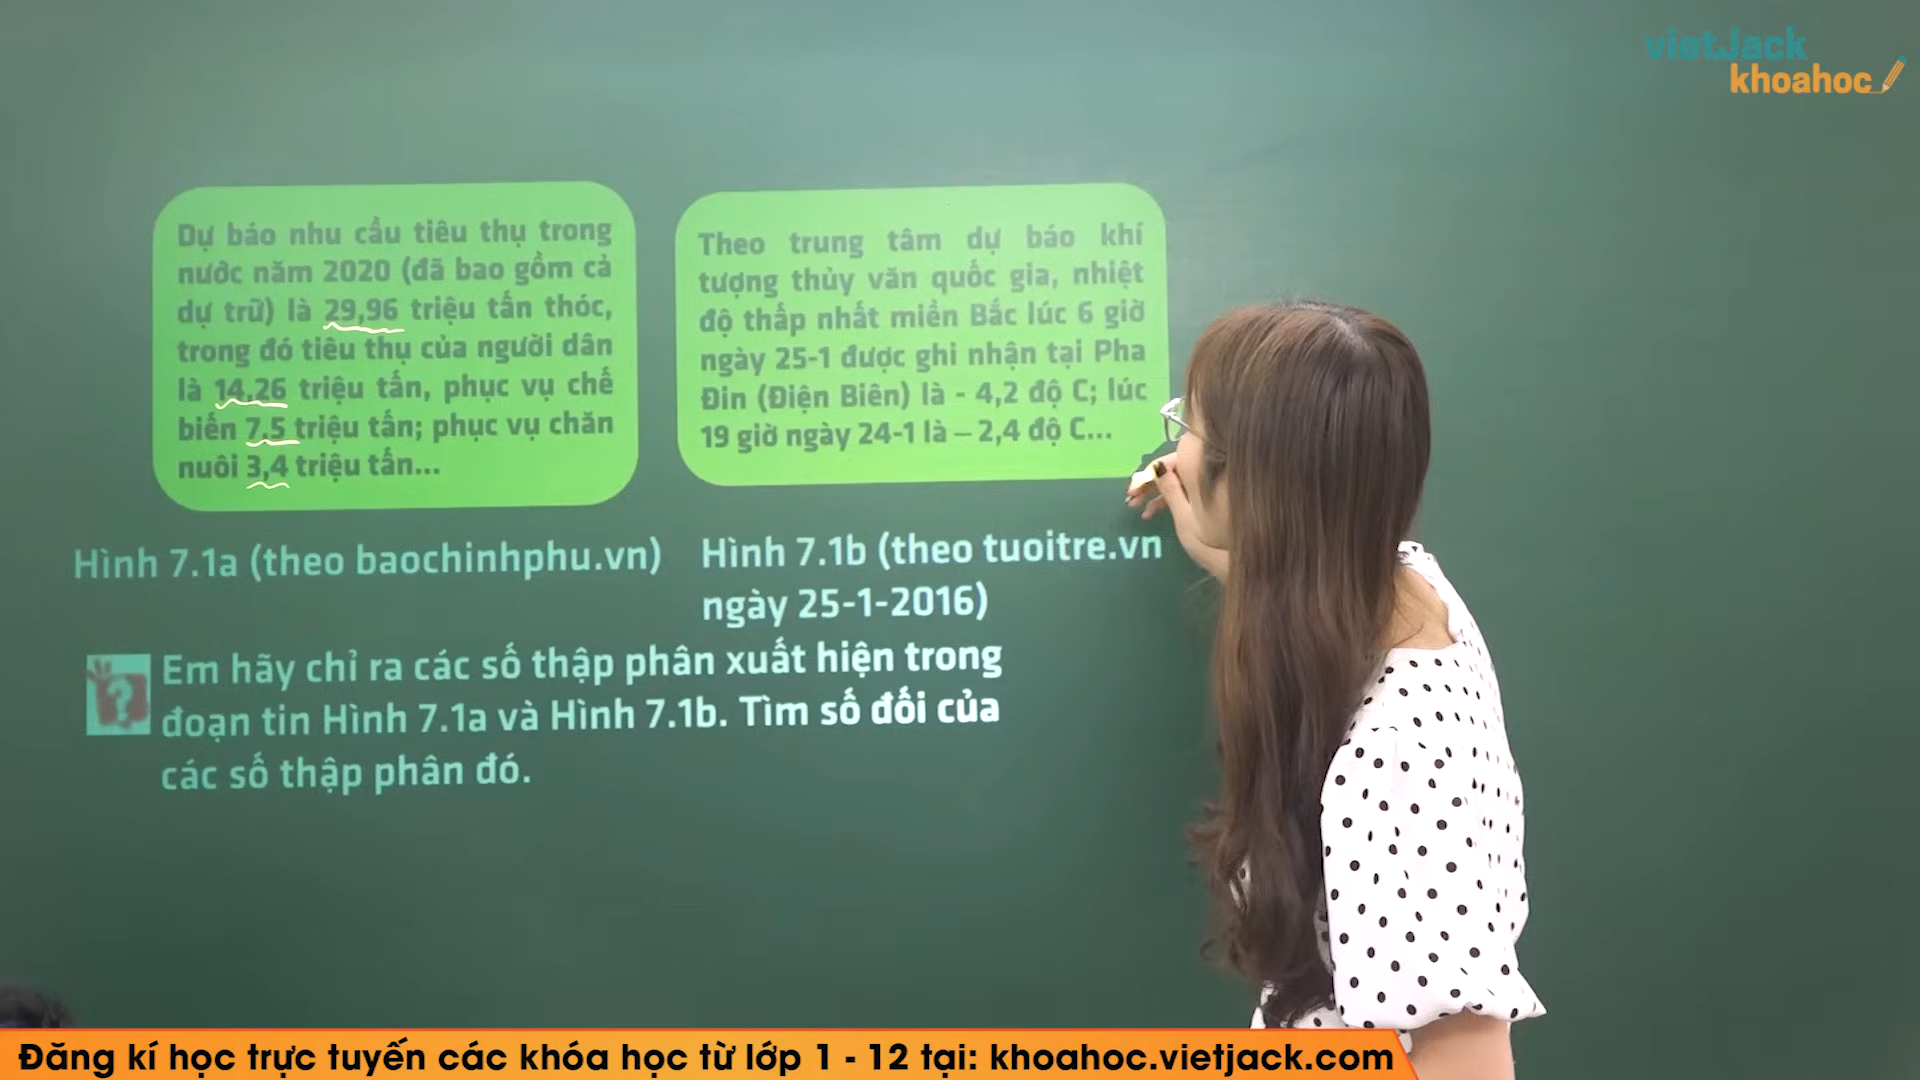 vietJack
khoahoc
Dự báo nhu cầu tiêu thụ trong
nước năm 2020 (đã bao gồm cả
dự trữ) là 29,96 triệu tấn thóc,
trong đó tiêu thụ của người dân
là 14,26 triệu tấn, phục vụ chế
biến 7,5 triệu tấn; phục vụ chăn
nuôi 3,4 triệu tấn...
Theo trung tâm dự báo khí
tượng thủy văn quốc gia, nhiệt
độ thấp nhất miền Bắc lúc 6 giờ
ngày 25-1 được ghi nhận tại Pha
Đin (Điện Biên) là - 4,2 độ C; lúc
19 giờ ngày 24-1 là – 2,4 độ C...
Hình 7.1a (theo baochinhphu.vn)
Hình 7.1b (theo tuoitre.vn
ngày 25-1-2016)
?
Em hãy chỉ ra các số thập phân xuất hiện trong
đoạn tin Hình 7.1a và Hình 7.1b. Tìm số đối của
các số thập phân đó.
Đăng kí học trực tuyến các khóa học từ lớp 1 - 12 tại: khoahoc.vietjack.com